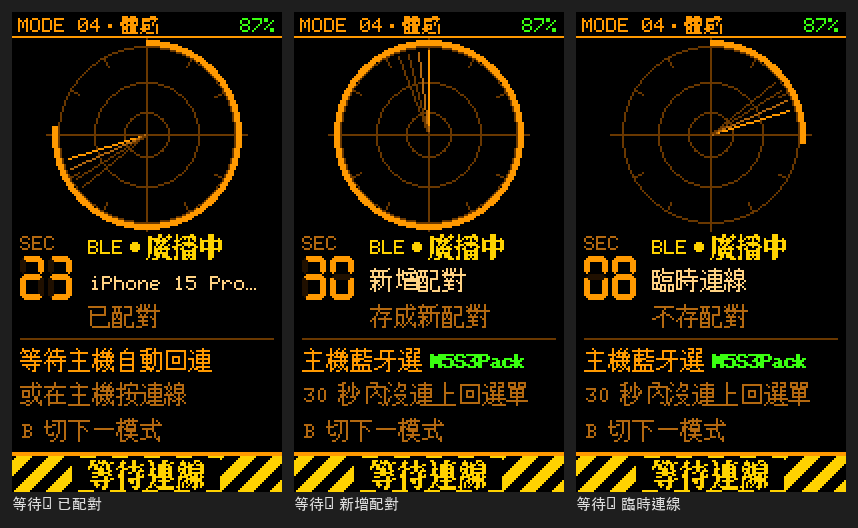 MODE 04·體感 87%
SEC
23
BLE●廣播中
iPhone 15 Pro…
已配對
等待主機自動回連
或在主機按連線
B 切下一模式
等待連線
等待▯ 已配對
MODE 04·體感 87%
SEC
30
BLE●廣播中
新增配對
存成新配對
主機藍牙選 M5S3Pack
30 秒內沒連上回選單
B 切下一模式
等待連線
等待▯ 新增配對
MODE 04·體感 87%
SEC
08
BLE●廣播中
臨時連線
不存配對
主機藍牙選 M5S3Pack
30 秒內沒連上回選單
B 切下一模式
等待連線
等待▯ 臨時連線